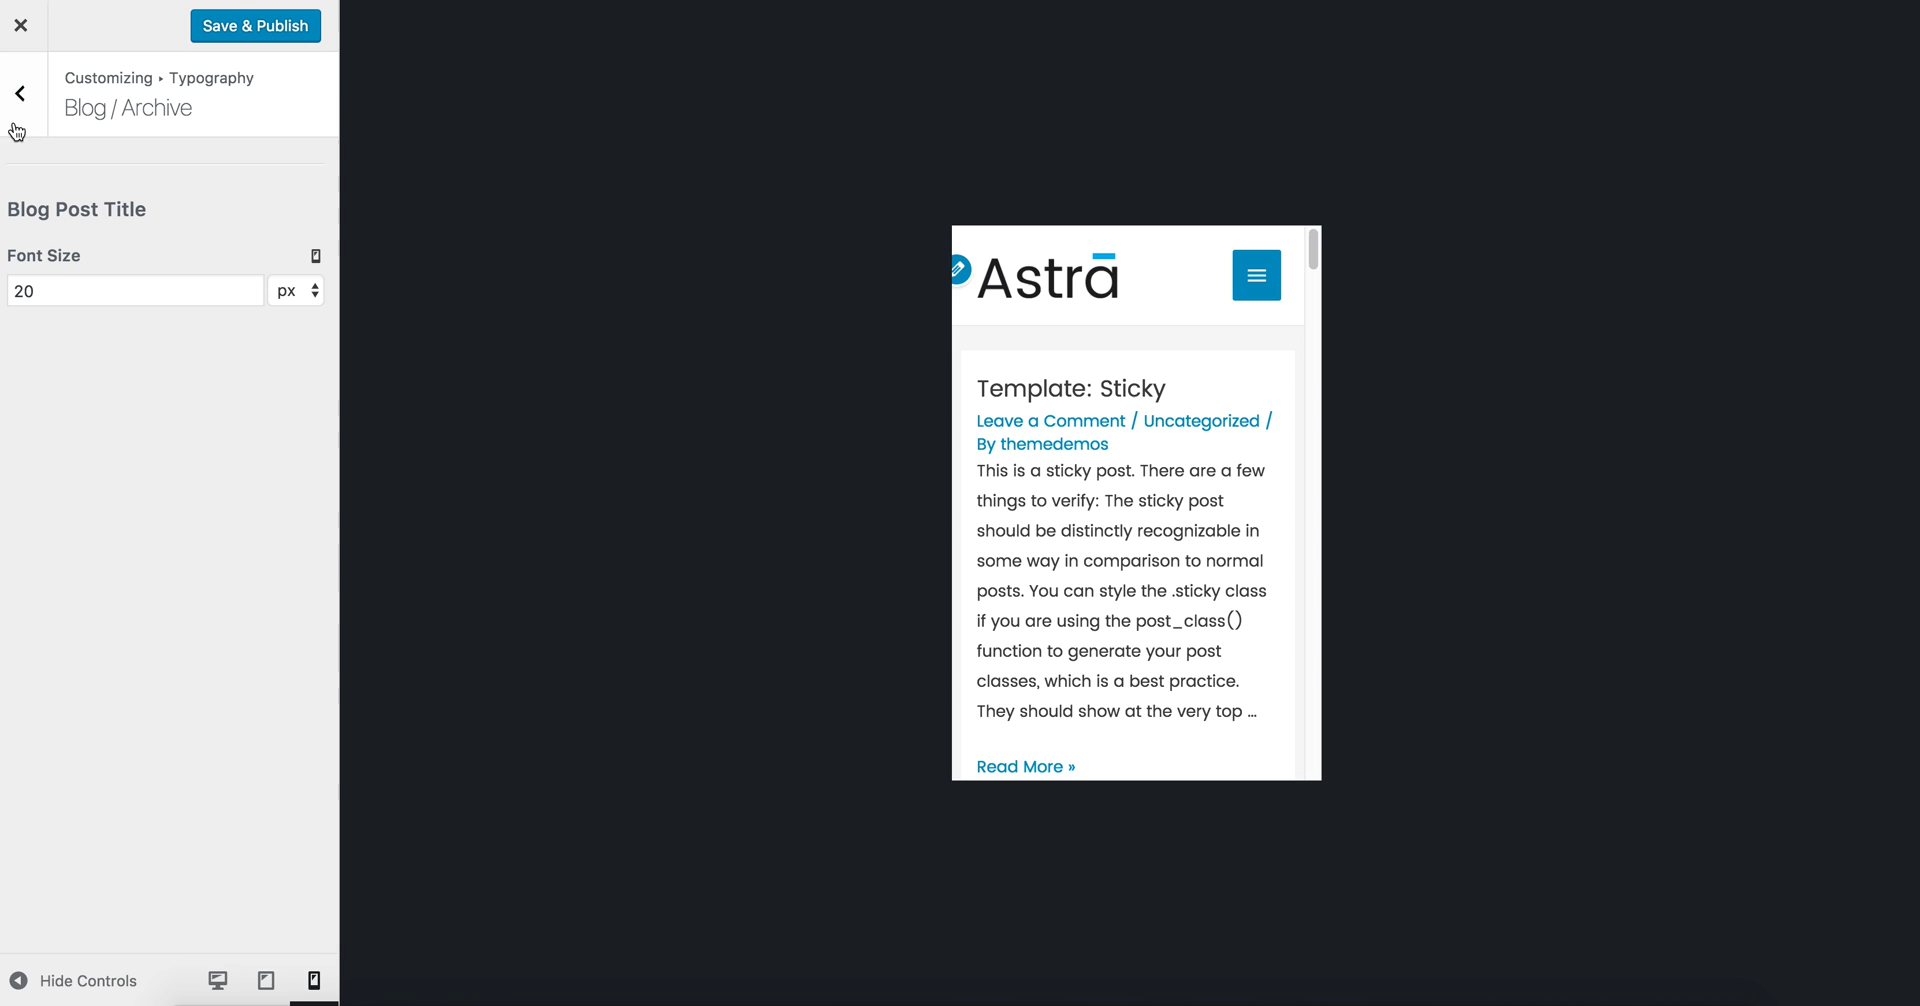 Save & Publish
Customizing ▸ Typography
Blog / Archive
Blog Post Title
Font Size
20 px
Hide Controls
Astra
Template: Sticky
Leave a Comment / Uncategorized /
By themedemos
This is a sticky post. There are a few
things to verify: The sticky post
should be distinctly recognizable in
some way in comparison to normal
posts. You can style the .sticky class
if you are using the post_class()
function to generate your post
classes, which is a best practice.
They should show at the very top ...
Read More »